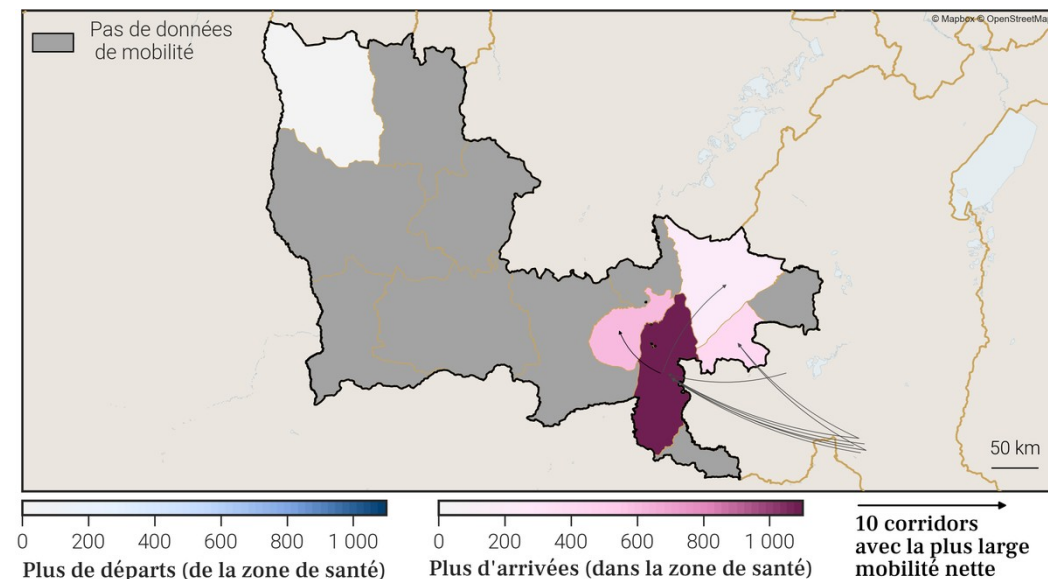 © Mapbox © OpenStreetMap
Pas de données
de mobilité
50 km
0 200 400 600 800 1 000
Plus de départs (de la zone de santé)
0 200 400 600 800 1 000
Plus d'arrivées (dans la zone de santé)
10 corridors
avec la plus large
mobilité nette